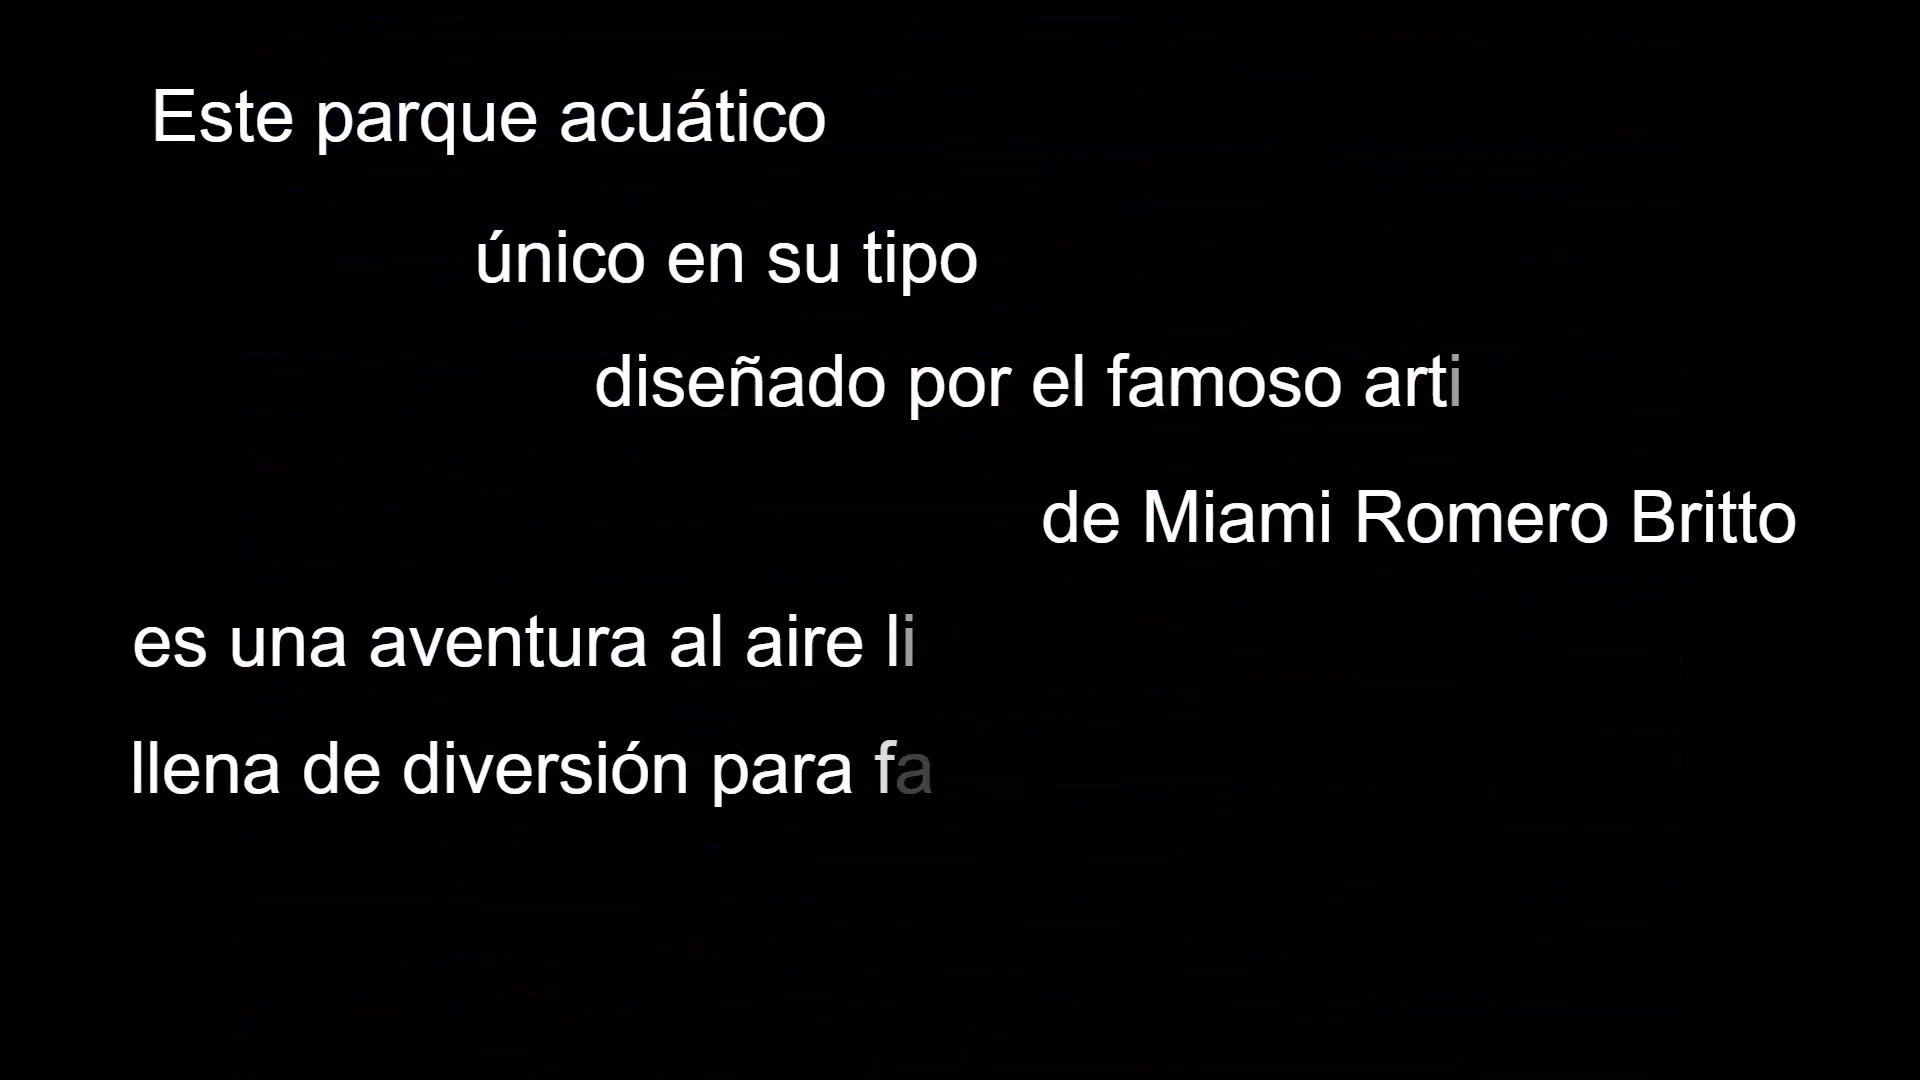 Este parque acuático
único en su tipo
diseñado por el famoso arti
de Miami Romero Britto
es una aventura al aire li
llena de diversión para fa